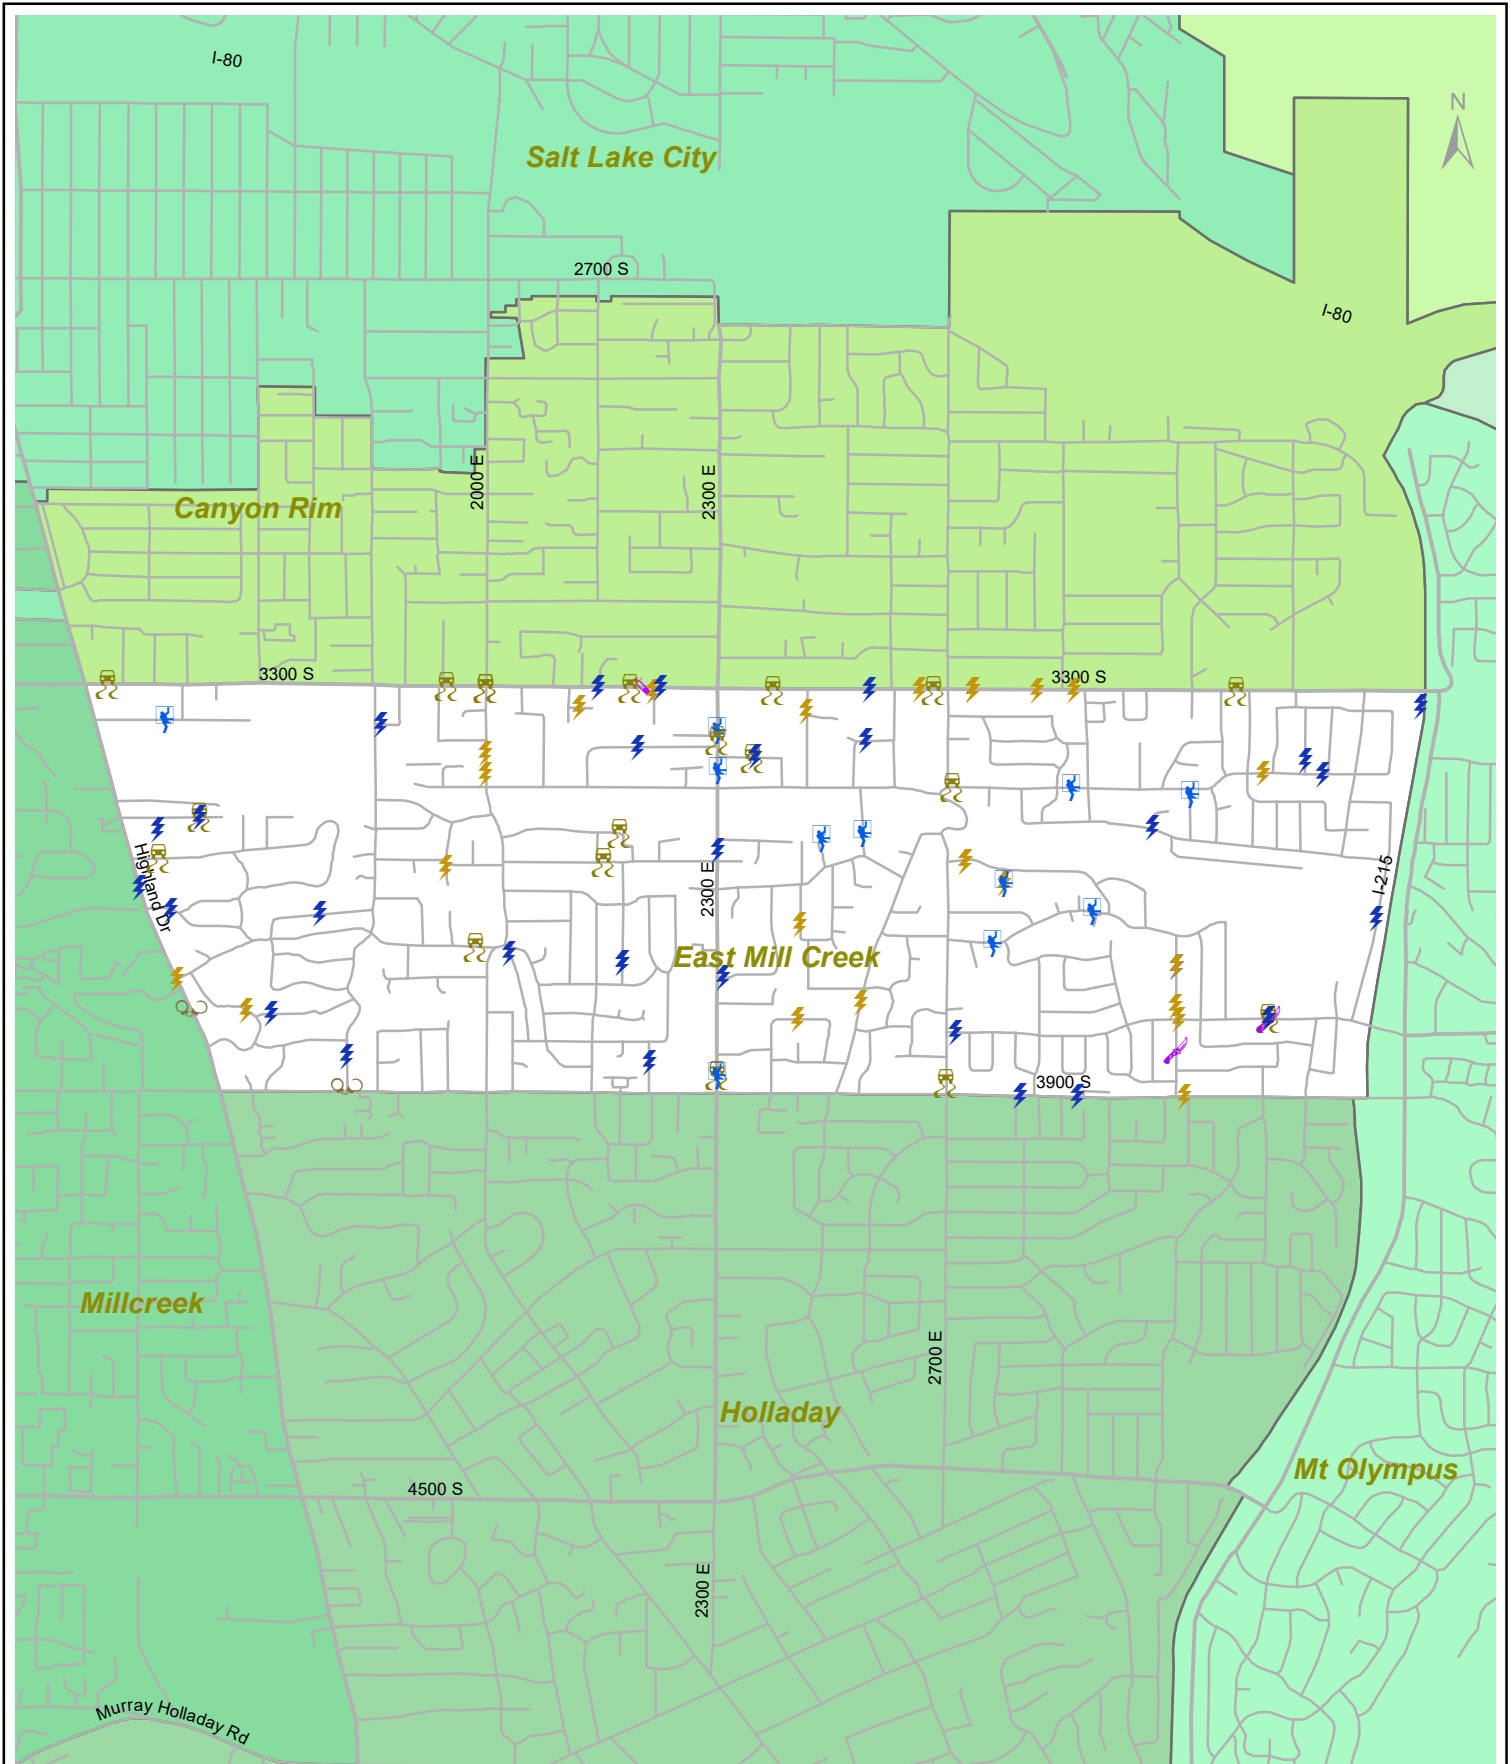 I-80
N
Salt Lake City
2700 S
I-80
2000 E
2300 E
Canyon Rim
3300 S
3300 S
Highland Dr
2300 E
I-215
East Mill Creek
3900 S
Millcreek
2700 E
Holladay
Mt Olympus
4500 S
2300 E
Murray Holladay Rd